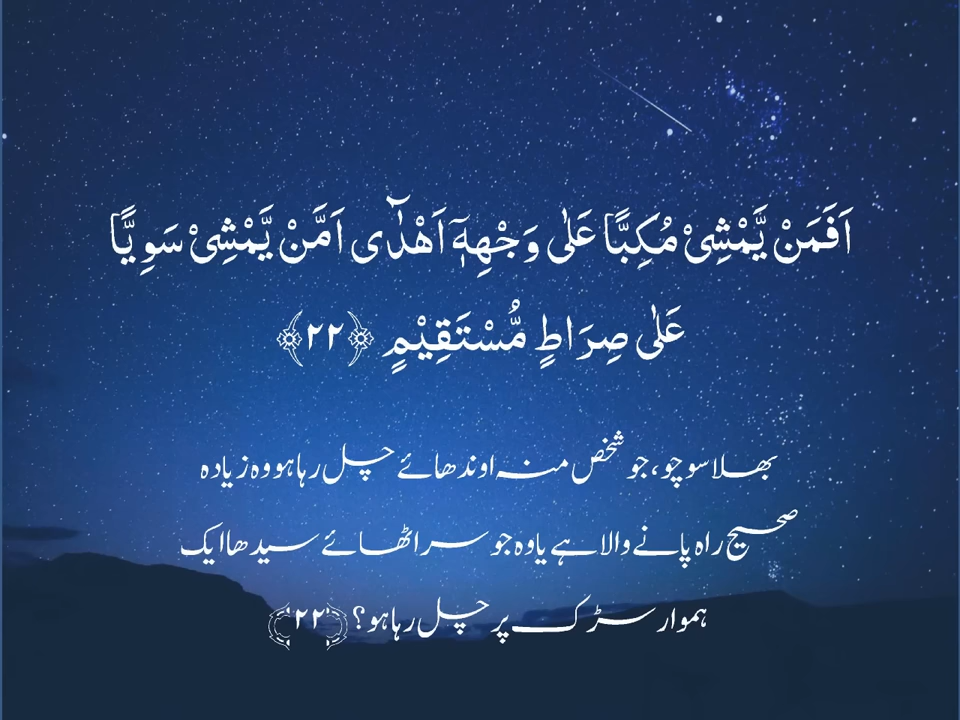 اَفَمَنْ يَّمْشِىْ مُكِبًّا عَلٰى وَجْهِهٖۤ اَهْدٰٓى اَمَّنْ يَّمْشِىْ سَوِيًّا
عَلٰى صِرَاطٍ مُّسْتَقِيْمٍ ﴿۲۲﴾
بھلا سوچو، جو شخص منہ اوندھائے چل رہا ہو وہ زیادہ
صحیح راہ پانے والا ہے یا وہ جو سر اٹھائے سیدھا ایک
ہموار سڑک پر چل رہا ہو؟ ﴿۲۲﴾